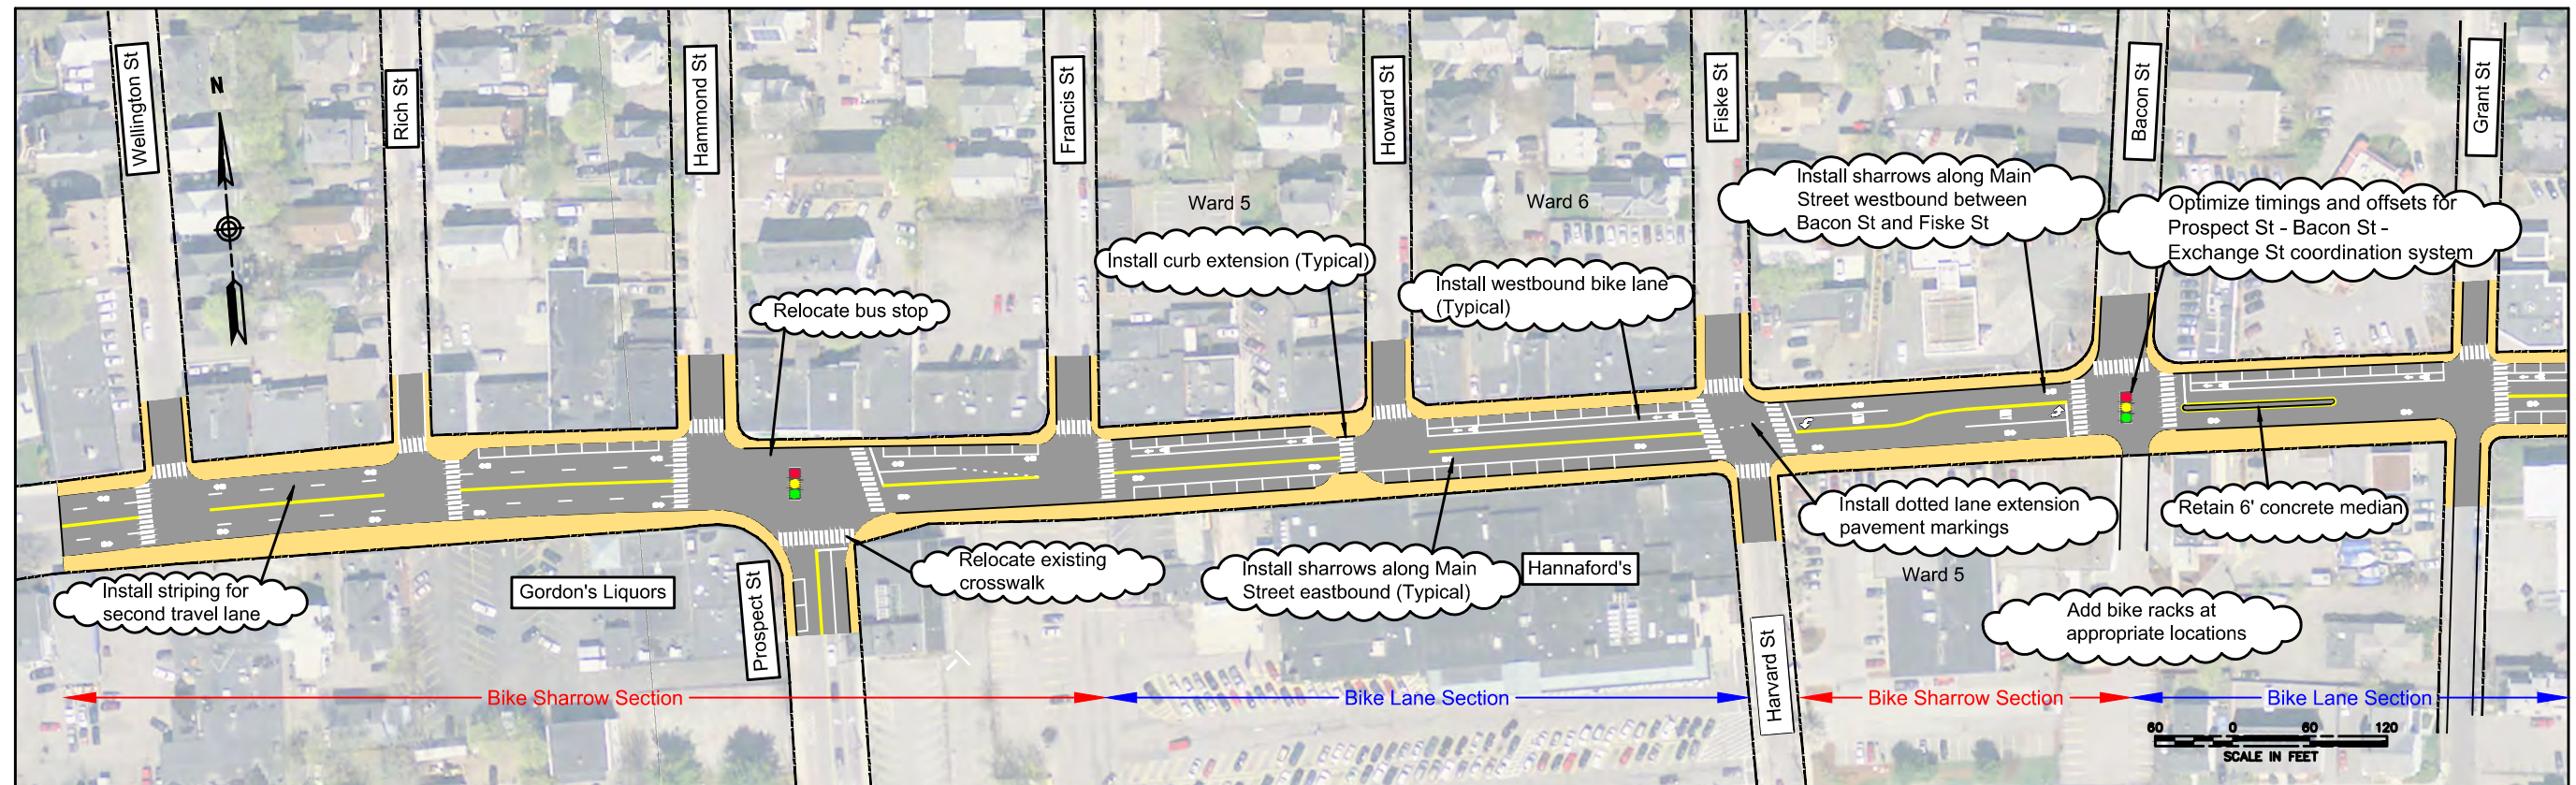 Wellington St
N
Rich St
Hammond St
Francis St
Howard St
Fiske St
Bacon St
Grant St
Ward 5
Ward 6
Install sharrows along Main
Street westbound between
Bacon St and Fiske St
Optimize timings and offsets for
Prospect St - Bacon St -
Exchange St coordination system
Install curb extension (Typical)
Install westbound bike lane
(Typical)
Relocate bus stop
Install striping for
second travel lane
Gordon's Liquors
Prospect St
Relocate existing
crosswalk
Install sharrows along Main
Street eastbound (Typical)
Hannaford's
Install dotted lane extension
pavement markings
Retain 6' concrete median
Ward 5
Add bike racks at
appropriate locations
Harvard St
Bike Sharrow Section
Bike Lane Section
Bike Sharrow Section
Bike Lane Section
60 0 60 120
SCALE IN FEET